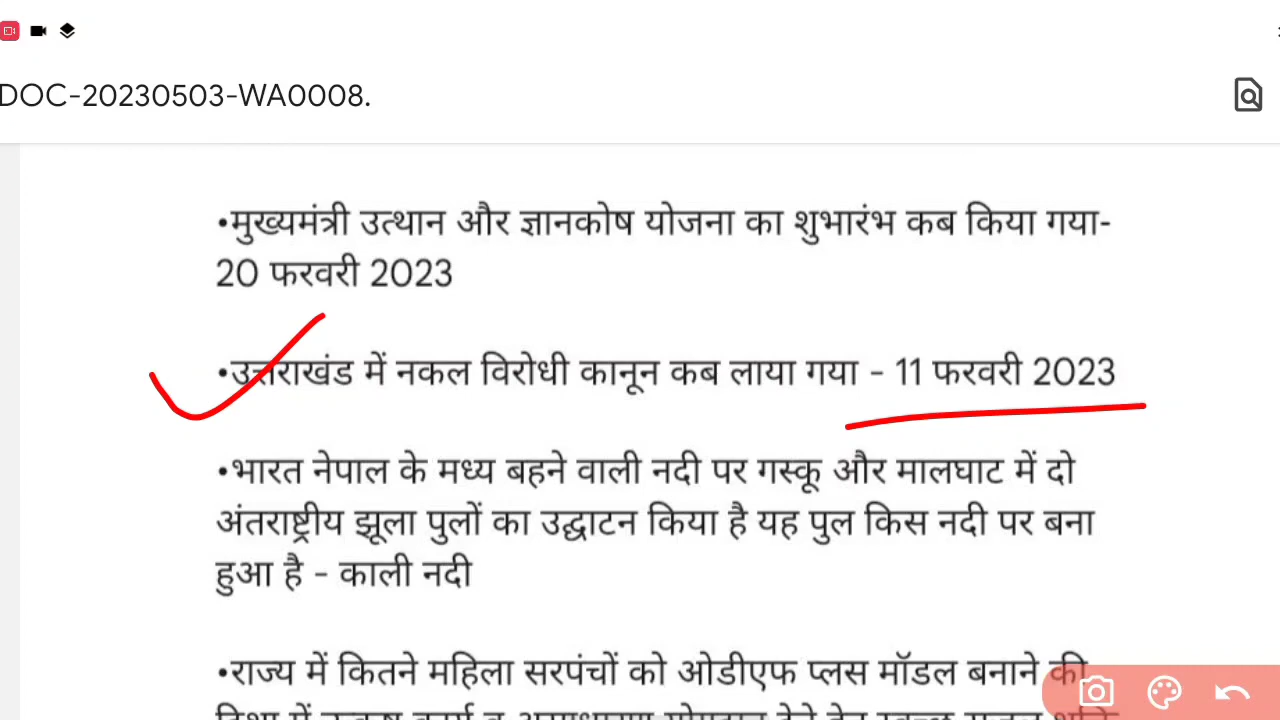 DOC-20230503-WA0008.
•मुख्यमंत्री उत्थान और ज्ञानकोष योजना का शुभारंभ कब किया गया-
20 फरवरी 2023
•उत्तराखंड में नकल विरोधी कानून कब लाया गया - 11 फरवरी 2023
•भारत नेपाल के मध्य बहने वाली नदी पर गस्कू और मालघाट में दो
अंतराष्ट्रीय झूला पुलों का उद्घाटन किया है यह पुल किस नदी पर बना
हुआ है - काली नदी
•राज्य में कितने महिला सरपंचों को ओडीएफ प्लस मॉडल बनाने की